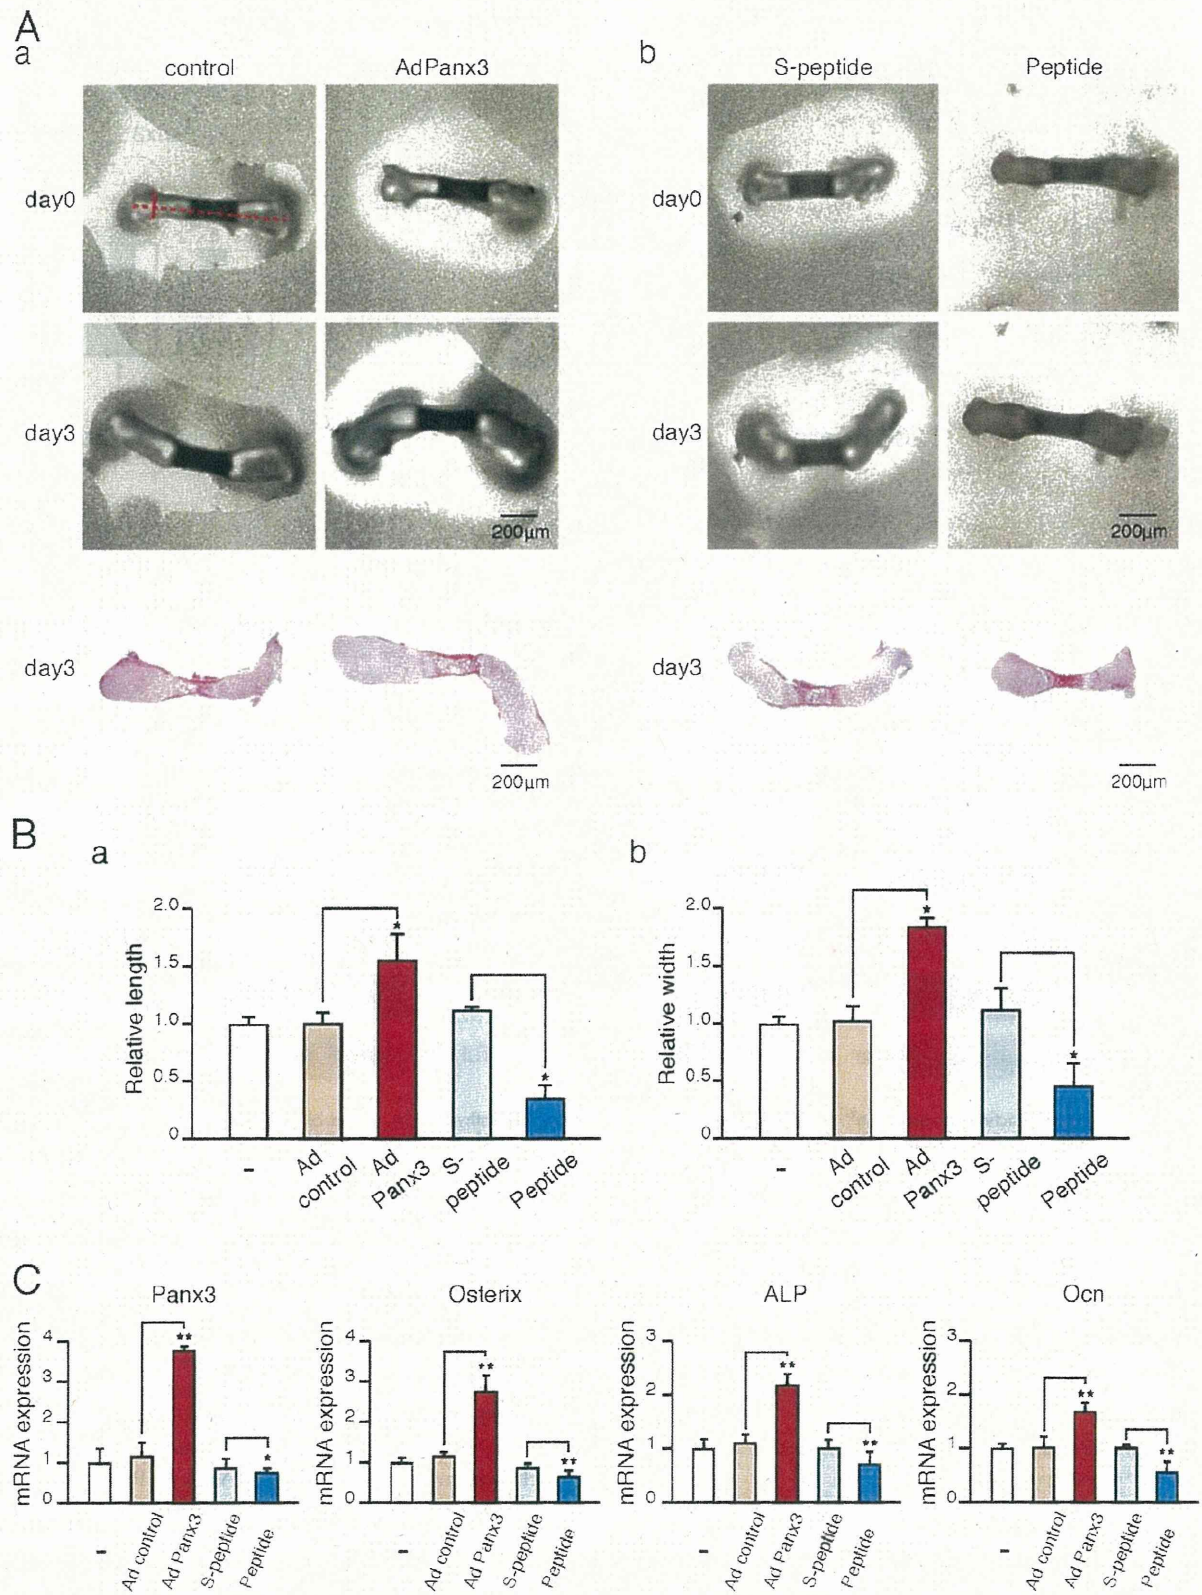 A
a
control
AdPanx3
b
S-peptide
Peptide
day0
day0
day3
day3
200µm
200µm
day3
day3
200µm
200µm
B
a
b
Relative length
2.0
1.5
1.0
0.5
0
-
Ad control
Ad Panx3
S-peptide
Peptide
*
*
Relative width
2.0
1.5
1.0
0.5
0
-
Ad control
Ad Panx3
S-peptide
Peptide
*
*
C
Panx3
Osterix
ALP
Ocn
mRNA expression
4
3
2
1
0
**
*
-
Ad control
Ad Panx3
S-peptide
Peptide
mRNA expression
4
3
2
1
0
**
**
-
Ad control
Ad Panx3
S-peptide
Peptide
mRNA expression
3
2
1
0
**
**
-
Ad control
Ad Panx3
S-peptide
Peptide
mRNA expression
3
2
1
0
**
**
-
Ad control
Ad Panx3
S-peptide
Peptide